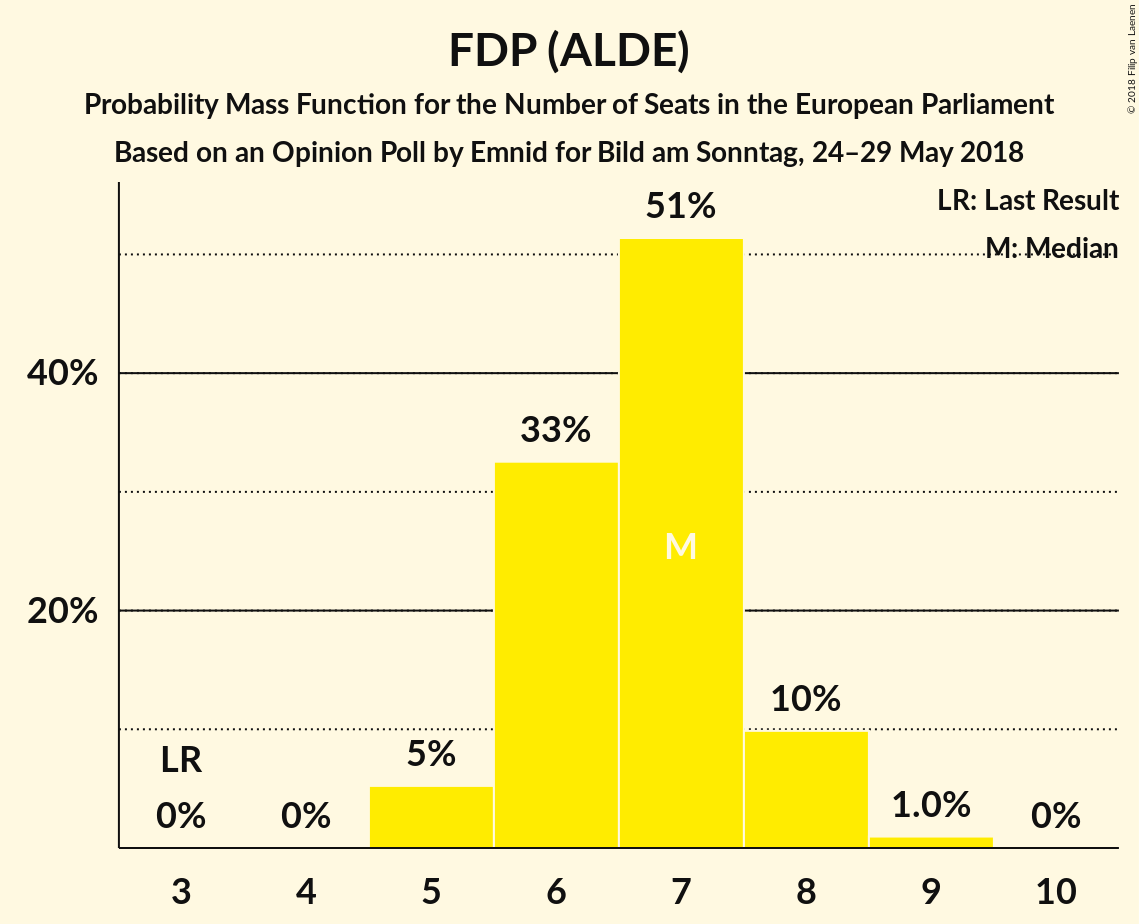 FDP (ALDE)
Probability Mass Function for the Number of Seats in the European Parliament
Based on an Opinion Poll by Emnid for Bild am Sonntag, 24–29 May 2018
© 2018 Filip van Laenen
LR: Last Result
M: Median
51%
40%
33%
M
20%
10%
LR
5%
0%
0%
1.0%
0%
3 4 5 6 7 8 9 10